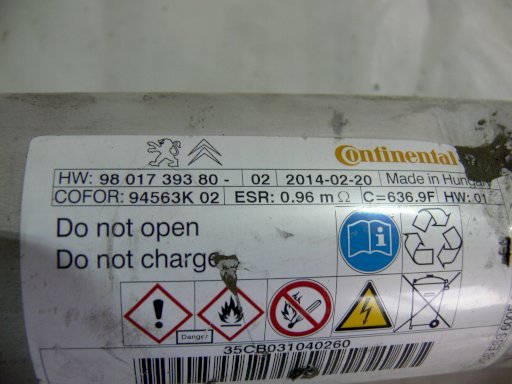 Continental
HW: 98 017 393 80 - 02 2014-02-20 Made in Hungary
COFOR: 94563K 02 ESR: 0.96 m Ω C=636.9F HW: 01
Do not open
Do not charge
Danger
35CB031040260